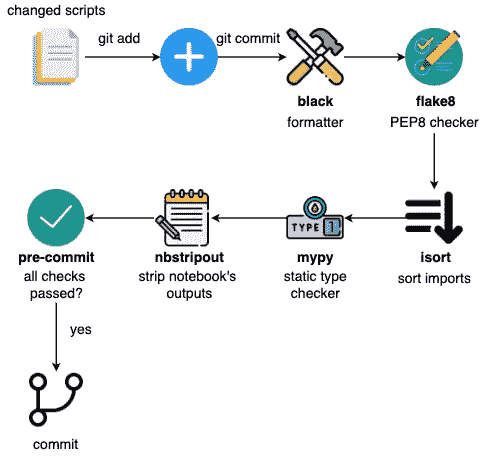 changed scripts
git add
git commit
black
formatter
flake8
PEP8 checker
TYPE 1
isort
sort imports
mypy
static type
checker
nbstripout
strip notebook's
outputs
pre-commit
all checks
passed?
yes
commit